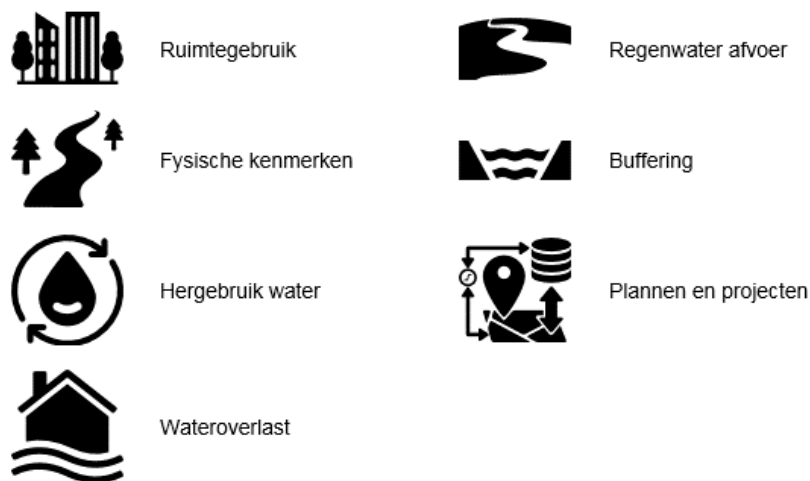 Ruimtegebruik
Regenwater afvoer
Fysische kenmerken
Buffering
Hergebruik water
Plannen en projecten
Wateroverlast